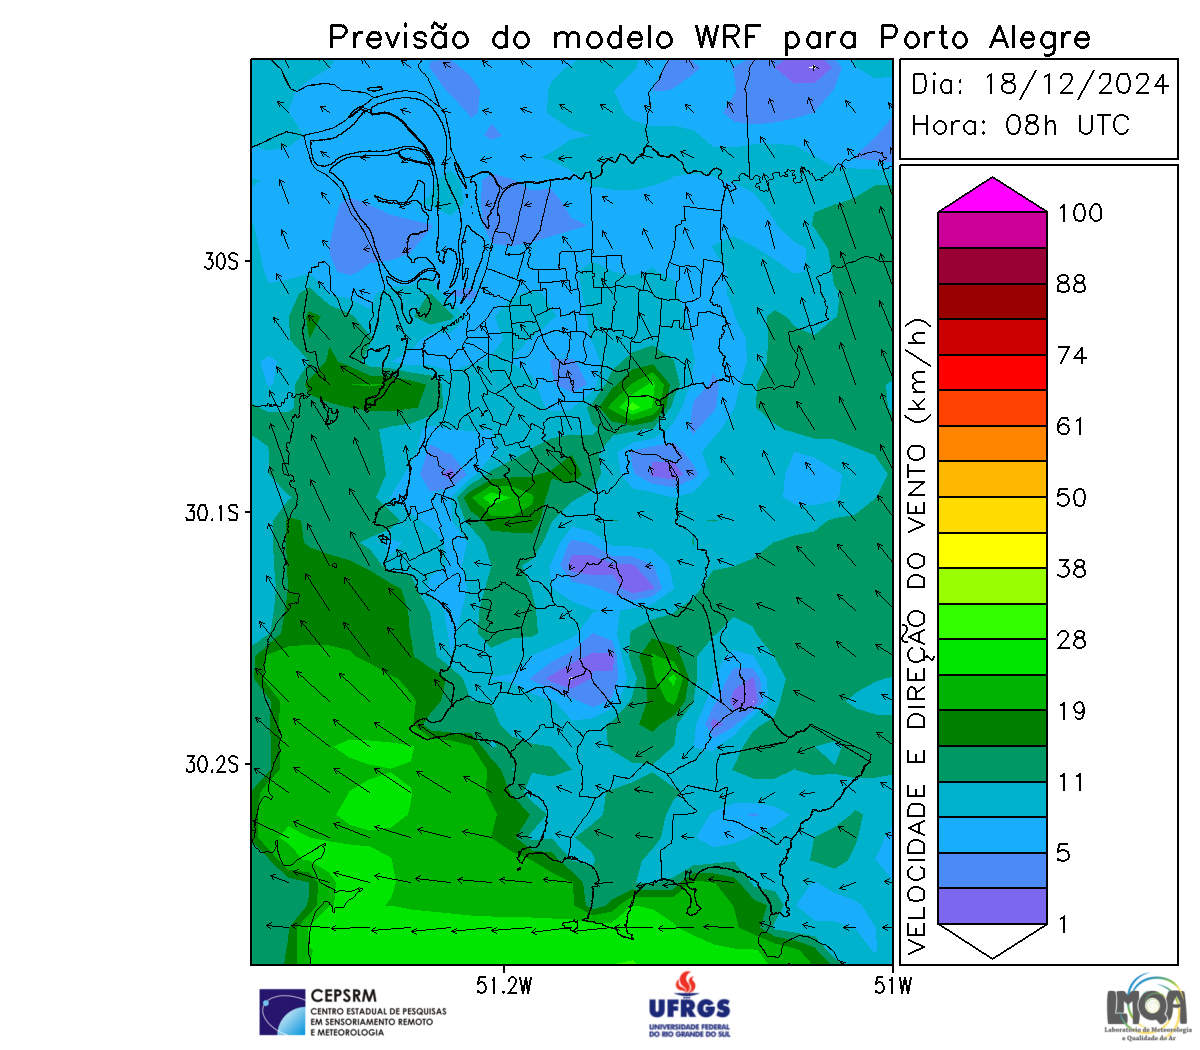 Previsão do modelo WRF para Porto Alegre
Dia: 18/12/2024
Hora: 08h UTC
30S
30.1S
30.2S
51.2W
51W
VELOCIDADE E DIREÇÃO DO VENTO (km/h)
100
88
74
61
50
38
28
19
11
5
1
CEPSRM
CENTRO ESTADUAL DE PESQUISAS
EM SENSORIAMENTO REMOTO
E METEOROLOGIA
UFRGS
UNIVERSIDADE FEDERAL
DO RIO GRANDE DO SUL
LMQA
Laboratório de Meteorologia
e Qualidade do Ar